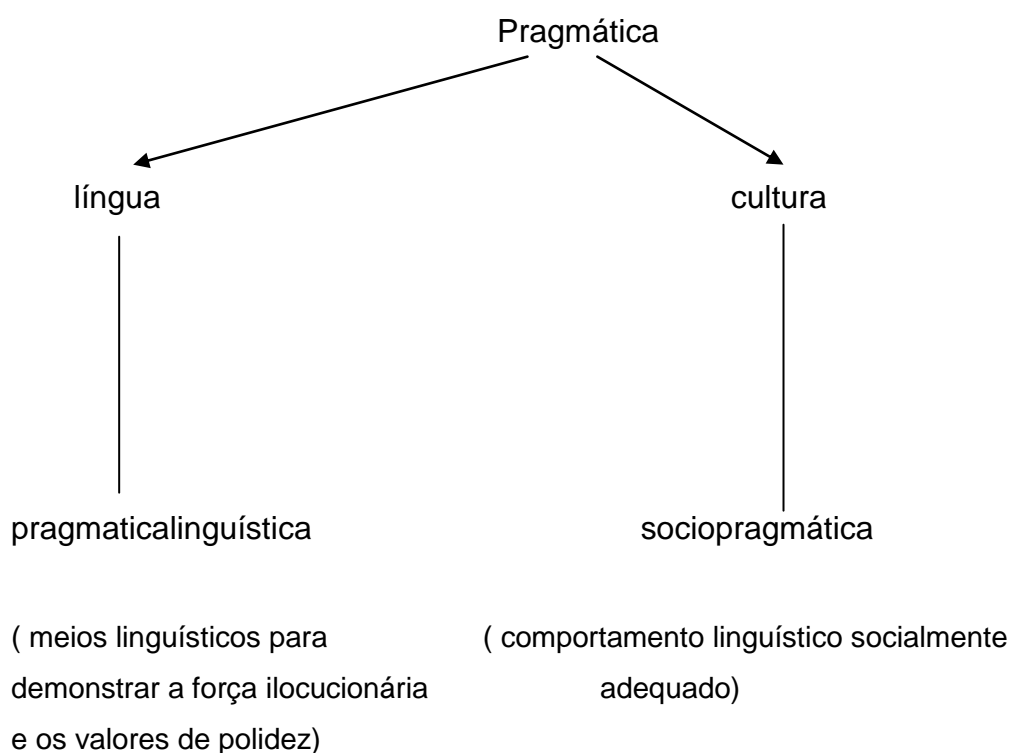 Pragmática
língua
cultura
pragmaticalinguística
sociopragmática
( meios linguísticos para
demonstrar a força ilocucionária
e os valores de polidez)
( comportamento linguístico socialmente
adequado)